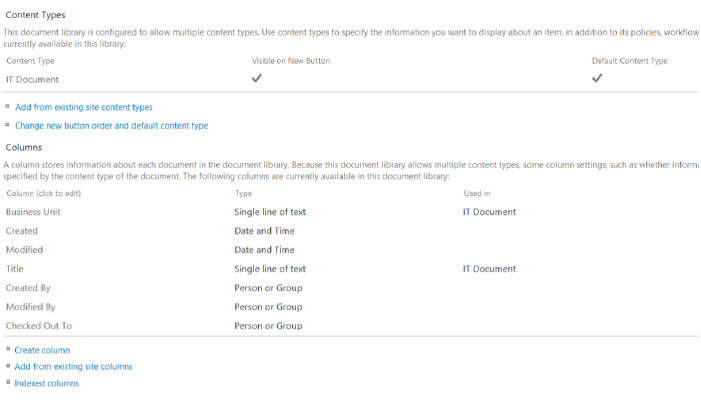 Content Types
This document library is configured to allow multiple content types. Use content types to specify the information you want to display about an item, in addition to its policies, workflow
currently available in this library:
Content Type Visible on New Button Default Content Type
IT Document ✓ ✓
Add from existing site content types
Change new button order and default content type
Columns
A column stores information about each document in the document library. Because this document library allows multiple content types, some column settings, such as whether inform
specified by the content type of the document. The following columns are currently available in this document library:
Column (click to edit) Type Used in
Business Unit Single line of text IT Document
Created Date and Time
Modified Date and Time
Title Single line of text IT Document
Created By Person or Group
Modified By Person or Group
Checked Out To Person or Group
Create column
Add from existing site columns
Indexed columns